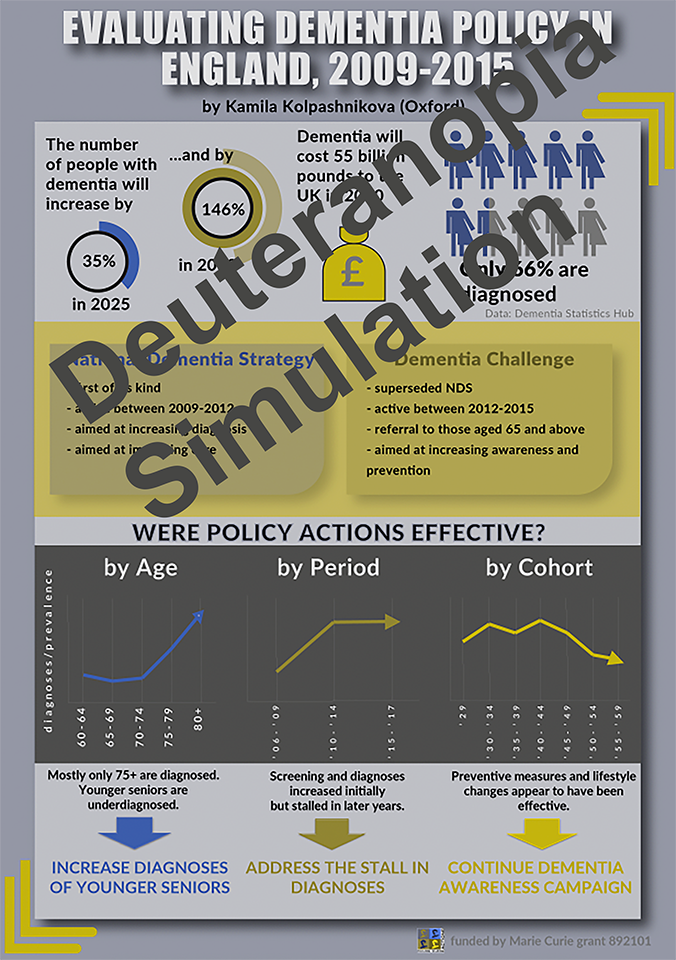 EVALUATING DEMENTIA POLICY IN
ENGLAND, 2009-2015
by Kamila Kolpashnikova (Oxford)
Deuteranopia
Simulation
The number
of people with
dementia will
increase by
35%
in 2025
...and by
146%
in
Dementia will
cost 55 billion
pounds to the
UK in
£
Only 66% are
diagnosed
Data: Dementia Statistics Hub
National Dementia Strategy
- first of its kind
- active between 2009-2012
- aimed at increasing diagnosis
- aimed at
Dementia Challenge
- superseded NDS
- active between 2012-2015
- referral to those aged 65 and above
- aimed at increasing awareness and
prevention
WERE POLICY ACTIONS EFFECTIVE?
diagnoses/prevalence
by Age
60-64
65-69
70-74
75-79
80+
by Period
'06-'09
'10-'14
'15-'17
by Cohort
'29
'30-'34
'35-'39
'40-'44
'45-'49
'50-'54
'55-'59
Mostly only 75+ are diagnosed.
Younger seniors are
underdiagnosed.
INCREASE DIAGNOSES
OF YOUNGER SENIORS
Screening and diagnoses
increased initially
but stalled in later years.
ADDRESS THE STALL IN
DIAGNOSES
Preventive measures and lifestyle
changes appear to have been
effective.
CONTINUE DEMENTIA
AWARENESS CAMPAIGN
funded by Marie Curie grant 892101